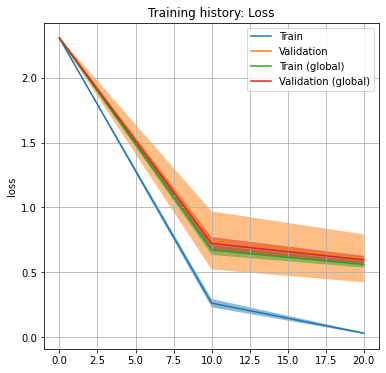 Training history: Loss
Train
Validation
Train (global)
Validation (global)
loss
2.0
1.5
1.0
0.5
0.0
0.0 2.5 5.0 7.5 10.0 12.5 15.0 17.5 20.0